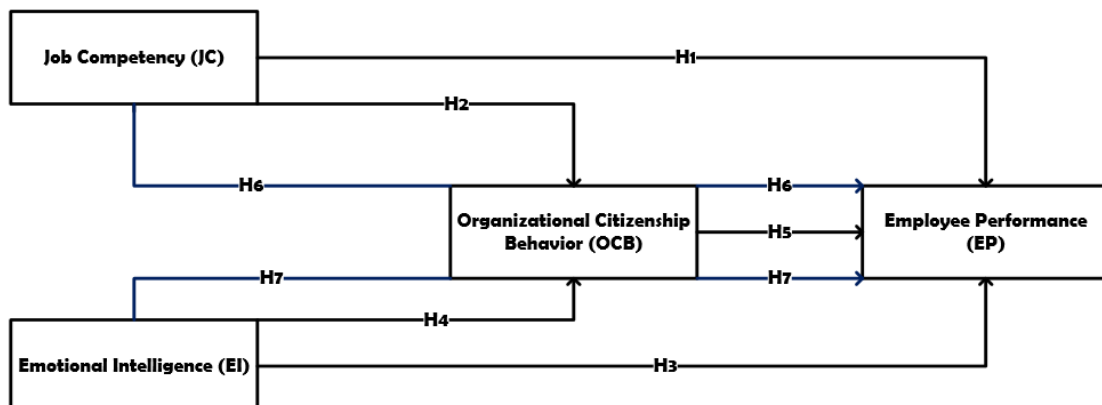 Job Competency (JC)
H1
H2
H6
H6
Organizational Citizenship
Behavior (OCB)
H5
Employee Performance
(EP)
H7
H7
H4
Emotional Intelligence (EI)
H3